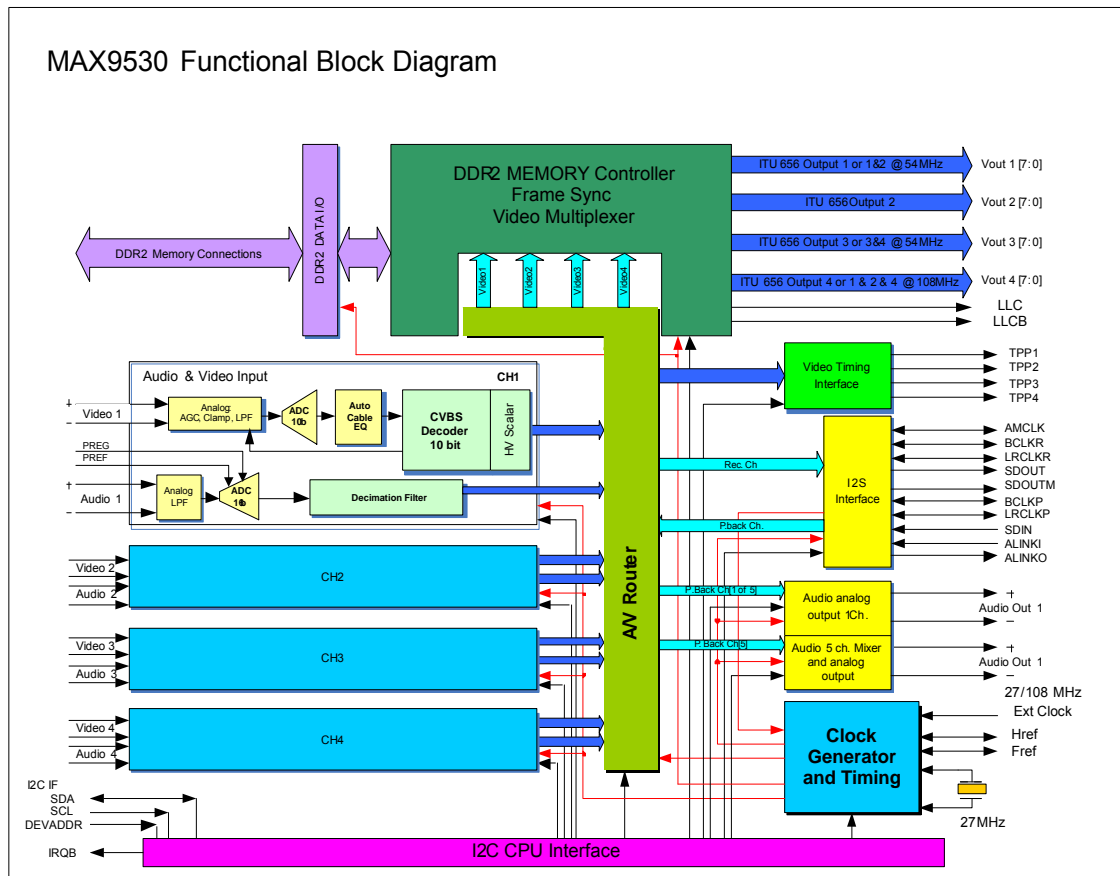 MAX9530 Functional Block Diagram
DDR2 Memory Connections
DDR2 DATA I/O
DDR2 MEMORY Controller
Frame Sync
Video Multiplexer
Video1
Video2
Video3
Video4
ITU 656 Output 1 or 1&2 @ 54MHz
Vout 1 [7:0]
ITU 656Output 2
Vout 2 [7:0]
ITU 656 Output 3 or 3&4 @ 54MHz
Vout 3 [7:0]
ITU 656 Output 4 or 1 & 2 & 4 @ 108MHz
Vout 4 [7:0]
LLC
LLCB
Audio & Video Input
CH1
+
Video 1
−
Analog:
AGC, Clamp, LPF
ADC
10b
Auto
Cable
EQ
CVBS
Decoder
10 bit
HV Scalar
PREG
PREF
+
Audio 1
−
Analog
LPF
ADC
Decimation Filter
Video 2
Audio 2
CH2
Video 3
Audio 3
CH3
Video 4
Audio 4
CH4
A/V Router
Video Timing
Interface
TPP1
TPP2
TPP3
TPP4
Rec. Ch
P.back Ch.
I2S
Interface
AMCLK
BCLKR
LRCLKR
SDOUT
SDOUTM
BCLKP
LRCLKP
SDIN
ALINKI
ALINKO
P.Back Ch[1 of 5]
Audio analog
output 1Ch.
+
Audio Out 1
−
P. Back Ch[5]
Audio 5 ch. Mixer
and analog
output
+
Audio Out 1
−
27/108 MHz
Ext Clock
Href
Fref
Clock
Generator
and Timing
27MHz
I2C IF
SDA
SCL
DEVADDR
IRQB
I2C CPU Interface